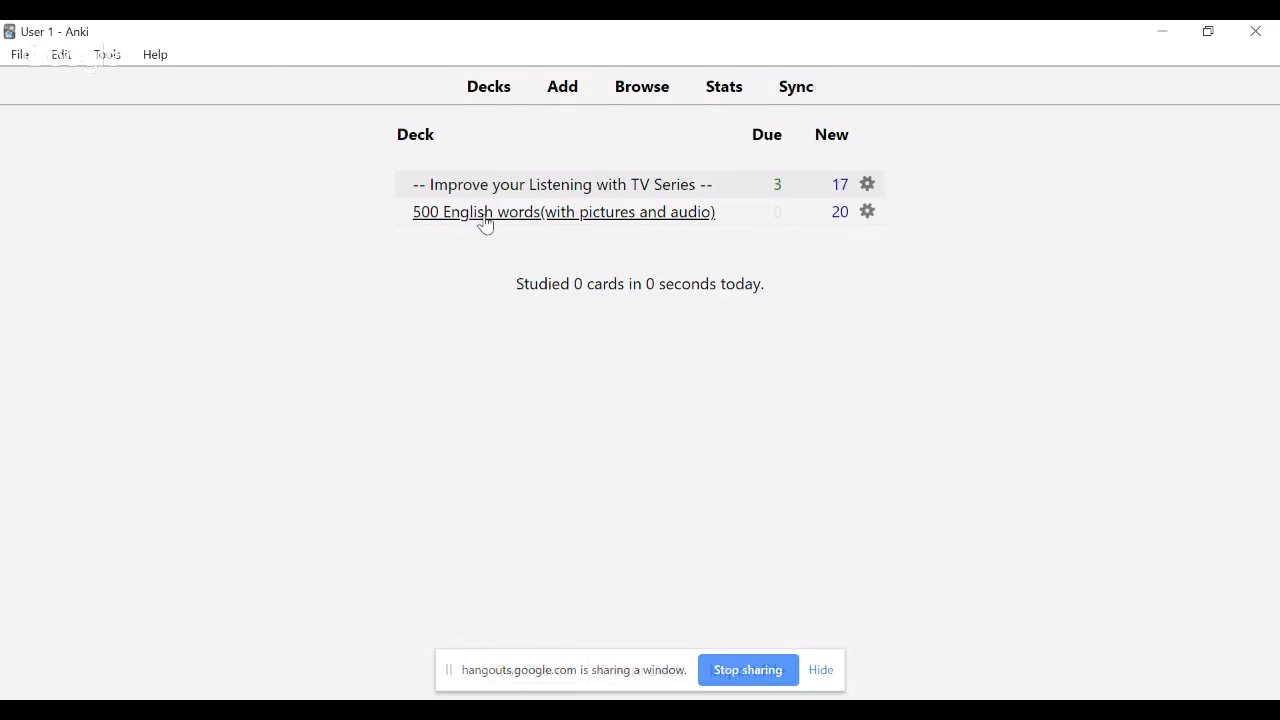 User 1 - Anki
File Edit Tools Help
Decks Add Browse Stats Sync
Deck Due New
-- Improve your Listening with TV Series -- 3 17
500 English words(with pictures and audio) 0 20
Studied 0 cards in 0 seconds today.
hangouts.google.com is sharing a window. Stop sharing Hide